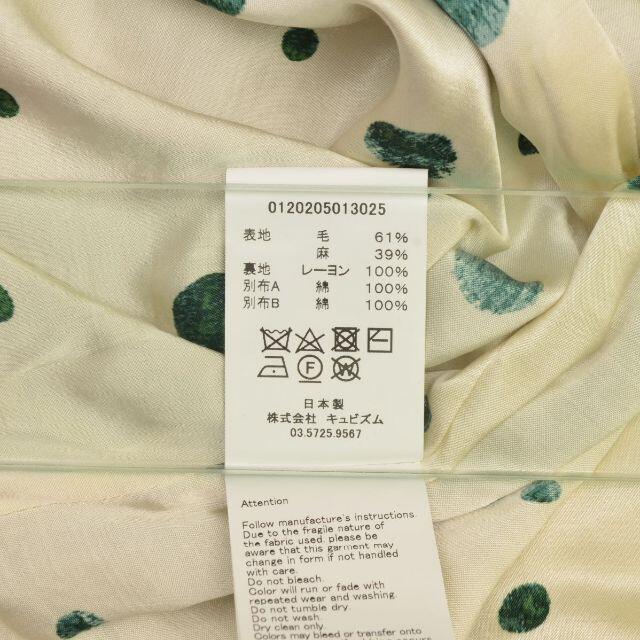 0120205013025
表地 毛 61%
麻 39%
裏地 レーヨン 100%
別布A 綿 100%
別布B 綿 100%
F W
日本製
株式会社 キュビズム
03.5725.9567
Attention
Follow manufacture's instructions.
Due to the fragile nature of
the fabric used. please be
aware that this garment may
change in form if not handled
with care.
Do not bleach.
Color will run or fade with
repeated wear and washing.
Do not tumble dry.
Do not wash.
Dry clean only.
Colors may bleed or transfer onto